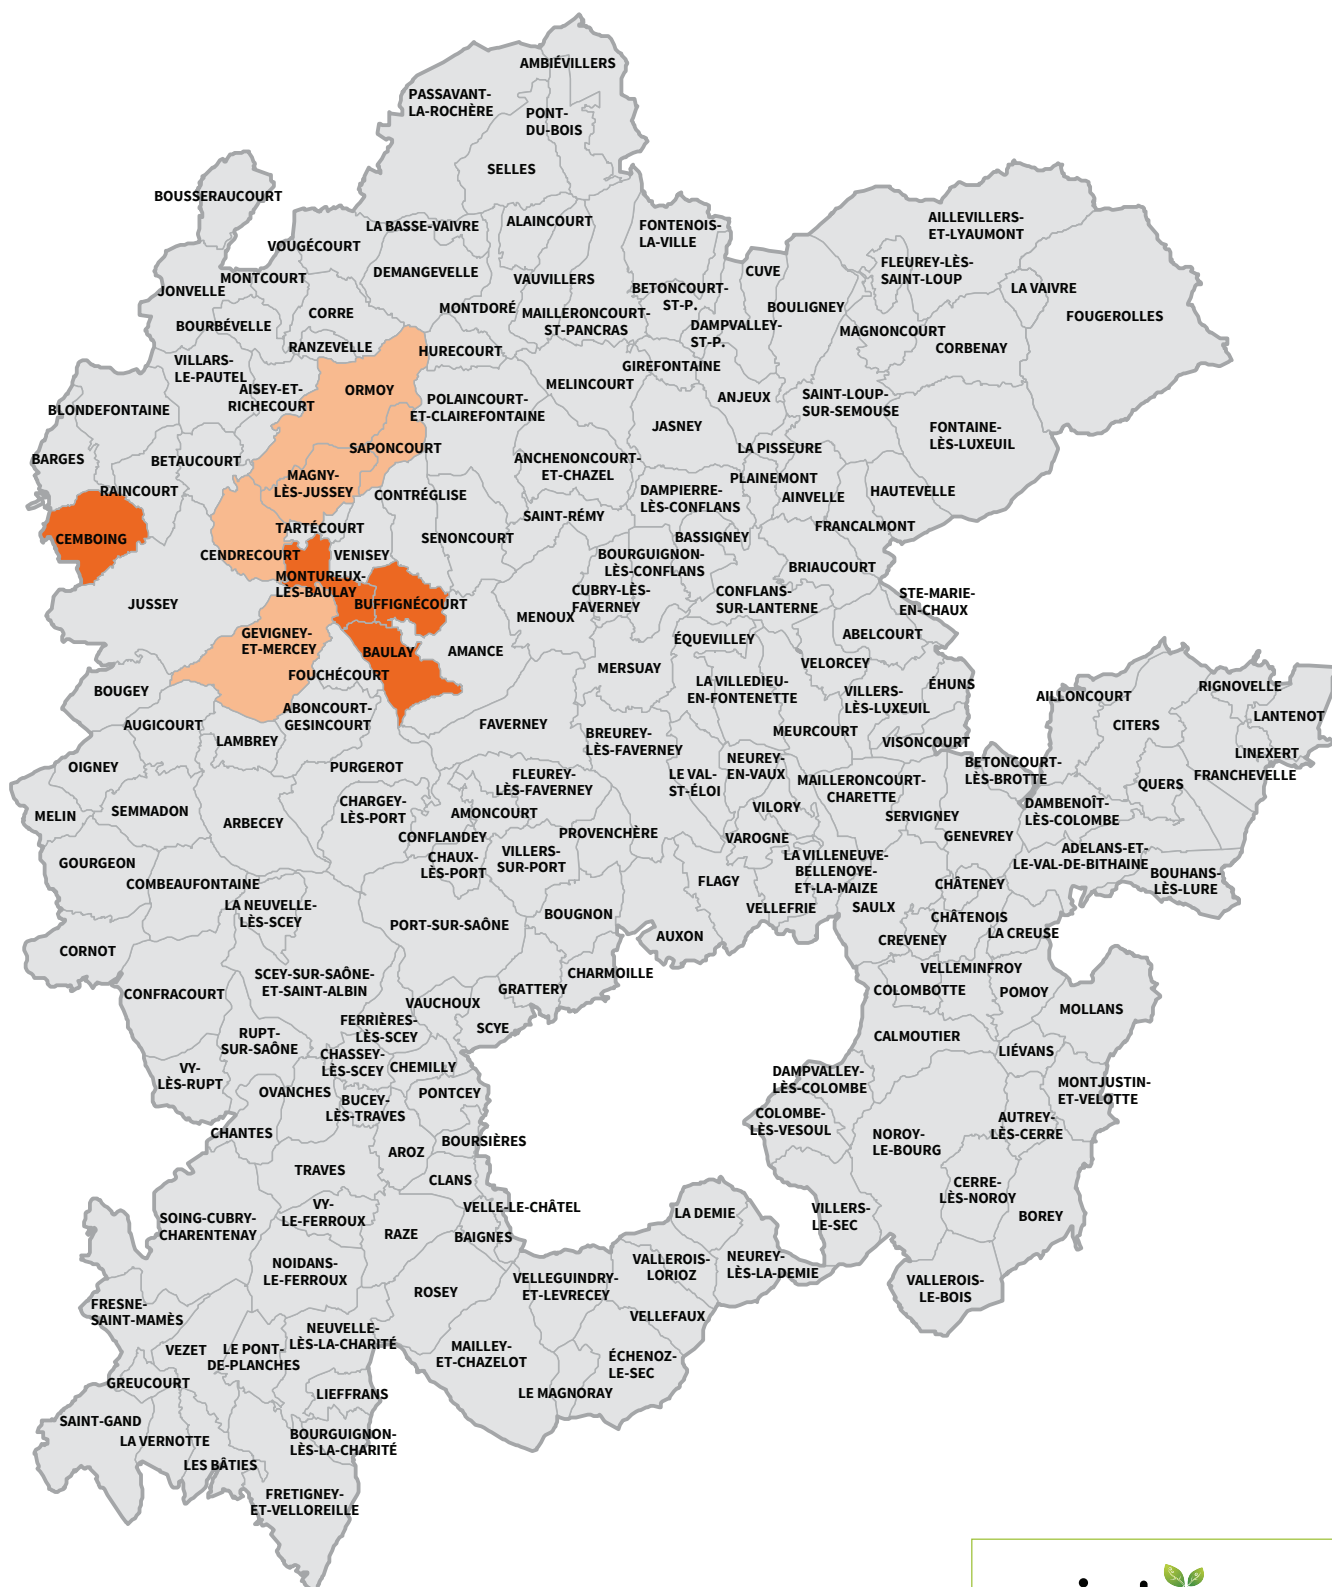 AMBIÉVILLERS
PASSAVANT-
LA-ROCHÈRE
PONT-
DU-BOIS
SELLES
BOUSSERAUCOURT
LA BASSE-VAIVRE
ALAINCOURT
FONTENOIS-
LA-VILLE
AILLEVILLERS-
ET-LYAUMONT
VOUGÉCOURT
DEMANGEVELLE
VAUVILLERS
CUVE
FLEUREY-LÈS-
SAINT-LOUP
MONTCOURT
JONVELLE
BETONCOURT-
ST-P.
LA VAIVRE
BOULIGNEY
MONTDORÉ
CORRE
MAILLERONCOURT-
ST-PANCRAS
FOUGEROLLES
BOURBÉVELLE
DAMPVALLEY-
ST-P.
MAGNONCOURT
CORBENAY
RANZEVELLE
HURECOURT
VILLARS-
LE-PAUTEL
GIREFONTAINE
AISEY-ET-
RICHECOURT
ORMOY
MELINCOURT
ANJEUX
SAINT-LOUP-
SUR-SEMOUSE
POLAINCOURT-
ET-CLAIREFONTAINE
BLONDEFONTAINE
JASNEY
FONTAINE-
LÈS-LUXEUIL
SAPONCOURT
LA PISSEURE
BARGES
BETAUCOURT
ANCHENONCOURT-
ET-CHAZEL
MAGNY-
LÈS-JUSSEY
PLAINEMONT
RAINCOURT
CONTRÉGLISE
DAMPIERRE-
LÈS-CONFLANS
AINVELLE
HAUTEVELLE
SAINT-RÉMY
TARTÉCOURT
FRANCALMONT
CEMBOING
SENONCOURT
BASSIGNEY
CENDRECOURT
VENISEY
BOURGUIGNON-
LÈS-CONFLANS
BRIAUCOURT
MONTUREUX-
LÈS-BAULAY
CUBRY-LÈS-
FAVERNEY
CONFLANS-
SUR-LANTERNE
STE-MARIE-
EN-CHAUX
JUSSEY
BUFFIGNÉCOURT
MENOUX
GEVIGNEY-
ET-MERCEY
ÉQUEVILLEY
ABELCOURT
BAULAY
AMANCE
MERSUAY
VELORCEY
FOUCHÉCOURT
LA VILLEDIEU-
EN-FONTENETTE
ÉHUNS
RIGNOVELLE
BOUGEY
VILLERS-
LÈS-LUXEUIL
AILLONCOURT
ABONCOURT-
GESINCOURT
LANTENOT
AUGICOURT
FAVERNEY
CITERS
LAMBREY
BREUREY-
LÈS-FAVERNEY
MEURCOURT
VISONCOURT
LINEXERT
OIGNEY
PURGEROT
NEUREY-
EN-VAUX
BETONCOURT-
LÈS-BROTTE
FRANCHEVELLE
FLEUREY-
LÈS-FAVERNEY
LE VAL-
ST-ÉLOI
MAILLERONCOURT-
CHARETTE
QUERS
MELIN
SEMMADON
CHARGEY-
LÈS-PORT
AMONCOURT
VILORY
DAMBENOÎT-
LÈS-COLOMBE
ARBECEY
SERVIGNEY
CONFLANDEY
PROVENCHÈRE
VAROGNE
GENEVREY
GOURGEON
CHAUX-
LÈS-PORT
VILLERS-
SUR-PORT
LA VILLENEUVE-
BELLENOYE-
ET-LA-MAIZE
ADELANS-ET-
LE-VAL-DE-BITHAINE
COMBEAUFONTAINE
FLAGY
CHÂTENEY
BOUHANS-
LÈS-LURE
LA NEUVELLE-
LÈS-SCEY
VELLEFRIE
SAULX
BOUGNON
CHÂTENOIS
PORT-SUR-SAÔNE
LA CREUSE
AUXON
CREVENEY
CORNOT
SCEY-SUR-SAÔNE-
ET-SAINT-ALBIN
CHARMOILLE
VELLEMINFROY
CONFRACOURT
GRATTERY
COLOMBOTTE
POMOY
VAUCHOUX
MOLLANS
FERRIÈRES-
LÈS-SCEY
SCYE
RUPT-
SUR-SAÔNE
CALMOUTIER
LIÉVANS
CHASSEY-
LÈS-SCEY
CHEMILLY
VY-
LÈS-RUPT
DAMPVALLEY-
LÈS-COLOMBE
MONTJUSTIN-
ET-VELOTTE
OVANCHES
PONTCEY
BUCEY-
LÈS-TRAVES
COLOMBE-
LÈS-VESOUL
AUTREY-
LÈS-CERRE
CHANTES
BOURSIÈRES
NOROY-
LE-BOURG
AROZ
TRAVES
CLANS
CERRE-
LÈS-NOROY
VY-
LE-FERROUX
VELLE-LE-CHÂTEL
LA DEMIE
VILLERS-
LE-SEC
BOREY
SOING-CUBRY-
CHARENTENAY
RAZE
BAIGNES
NOIDANS-
LE-FERROUX
VALLEROIS-
LORIOZ
NEUREY-
LÈS-LA-DEMIE
VELLEGUINDRY-
ET-LEVRECEY
VALLEROIS-
LE-BOIS
ROSEY
FRESNE-
SAINT-MAMÈS
VELLEFAUX
NEUVELLE-
LÈS-LA-CHARITÉ
VEZET
LE PONT-
DE-PLANCHES
MAILLEY-
ET-CHAZELOT
ÉCHENOZ-
LE-SEC
GREUCOURT
LIEFFRANS
LE MAGNORAY
SAINT-GAND
LA VERNOTTE
BOURGUIGNON-
LÈS-LA-CHARITÉ
LES BÂTIES
FRETIGNEY-
ET-VELLOREILLE